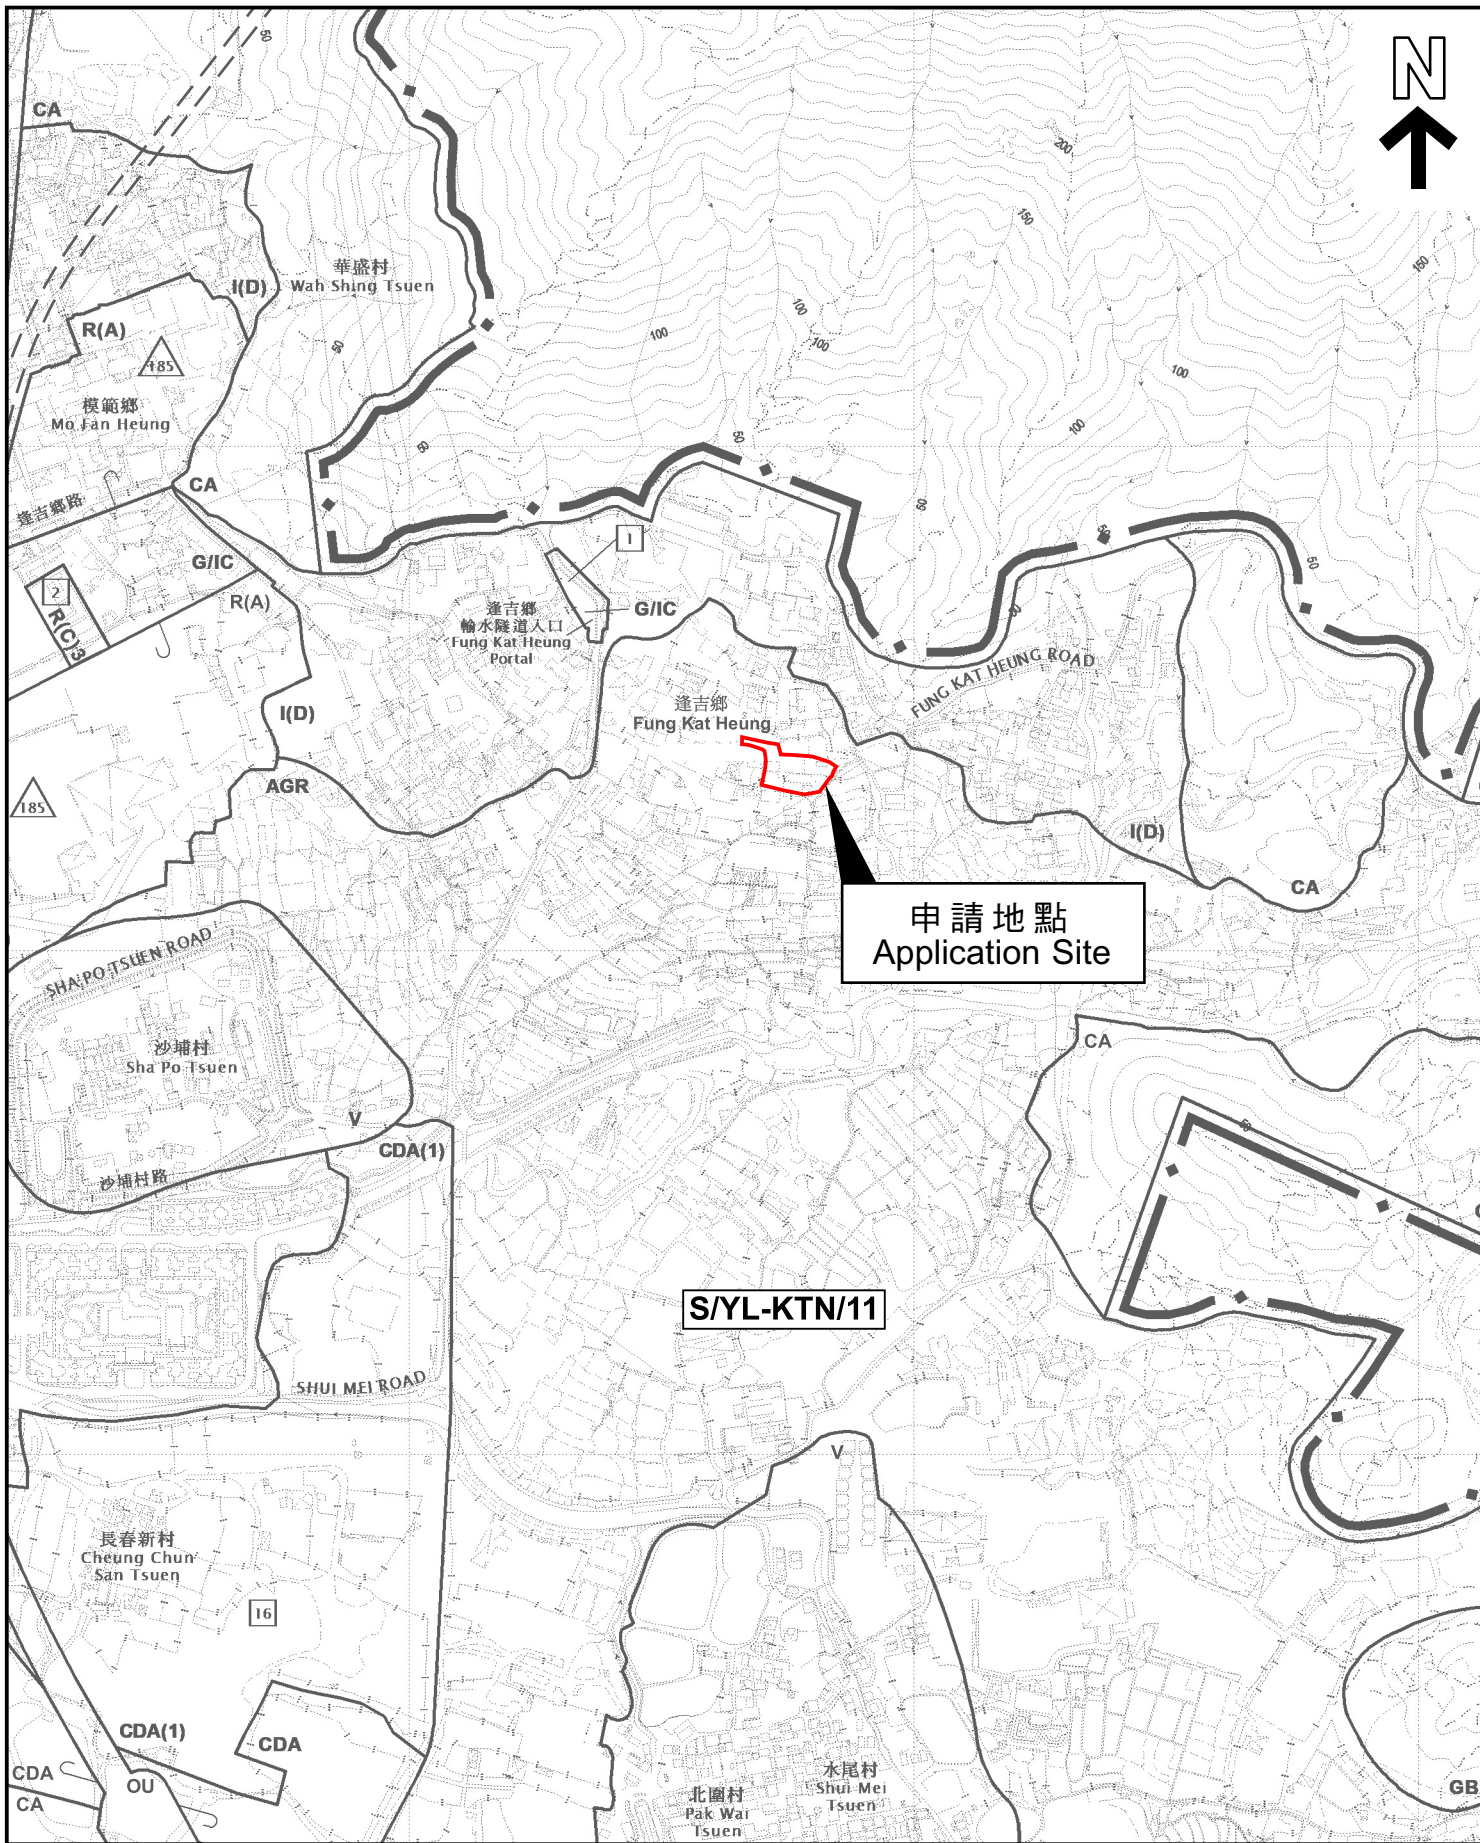 N
50
CA
200
150
150
華盛村
Wah Shing Tsuen
I(D)
R(A)
185
100
100
100
50
100
模範鄉
Mo Fan Heung
100
50
50
CA
逢吉鄉路
50
50
50
1
G/IC
2
R(C)3
R(A)
逢吉鄉
輸水隧道入口
Fung Kat Heung
Portal
G/IC
50
FUNG KAT HEUNG ROAD
逢吉鄉
Fung Kat Heung
I(D)
AGR
185
I(D)
CA
申請地點
Application Site
SHA PO TSUEN ROAD
沙埔村
Sha Po Tsuen
CA
V
CDA(1)
50
沙埔村路
S/YL-KTN/11
SHUI MEI ROAD
V
長春新村
Cheung Chun
San Tsuen
16
CDA(1)
CDA
CDA
OU
CA
水尾村
Shui Mei
Tsuen
北圍村
Pak Wai
Tsuen
GB